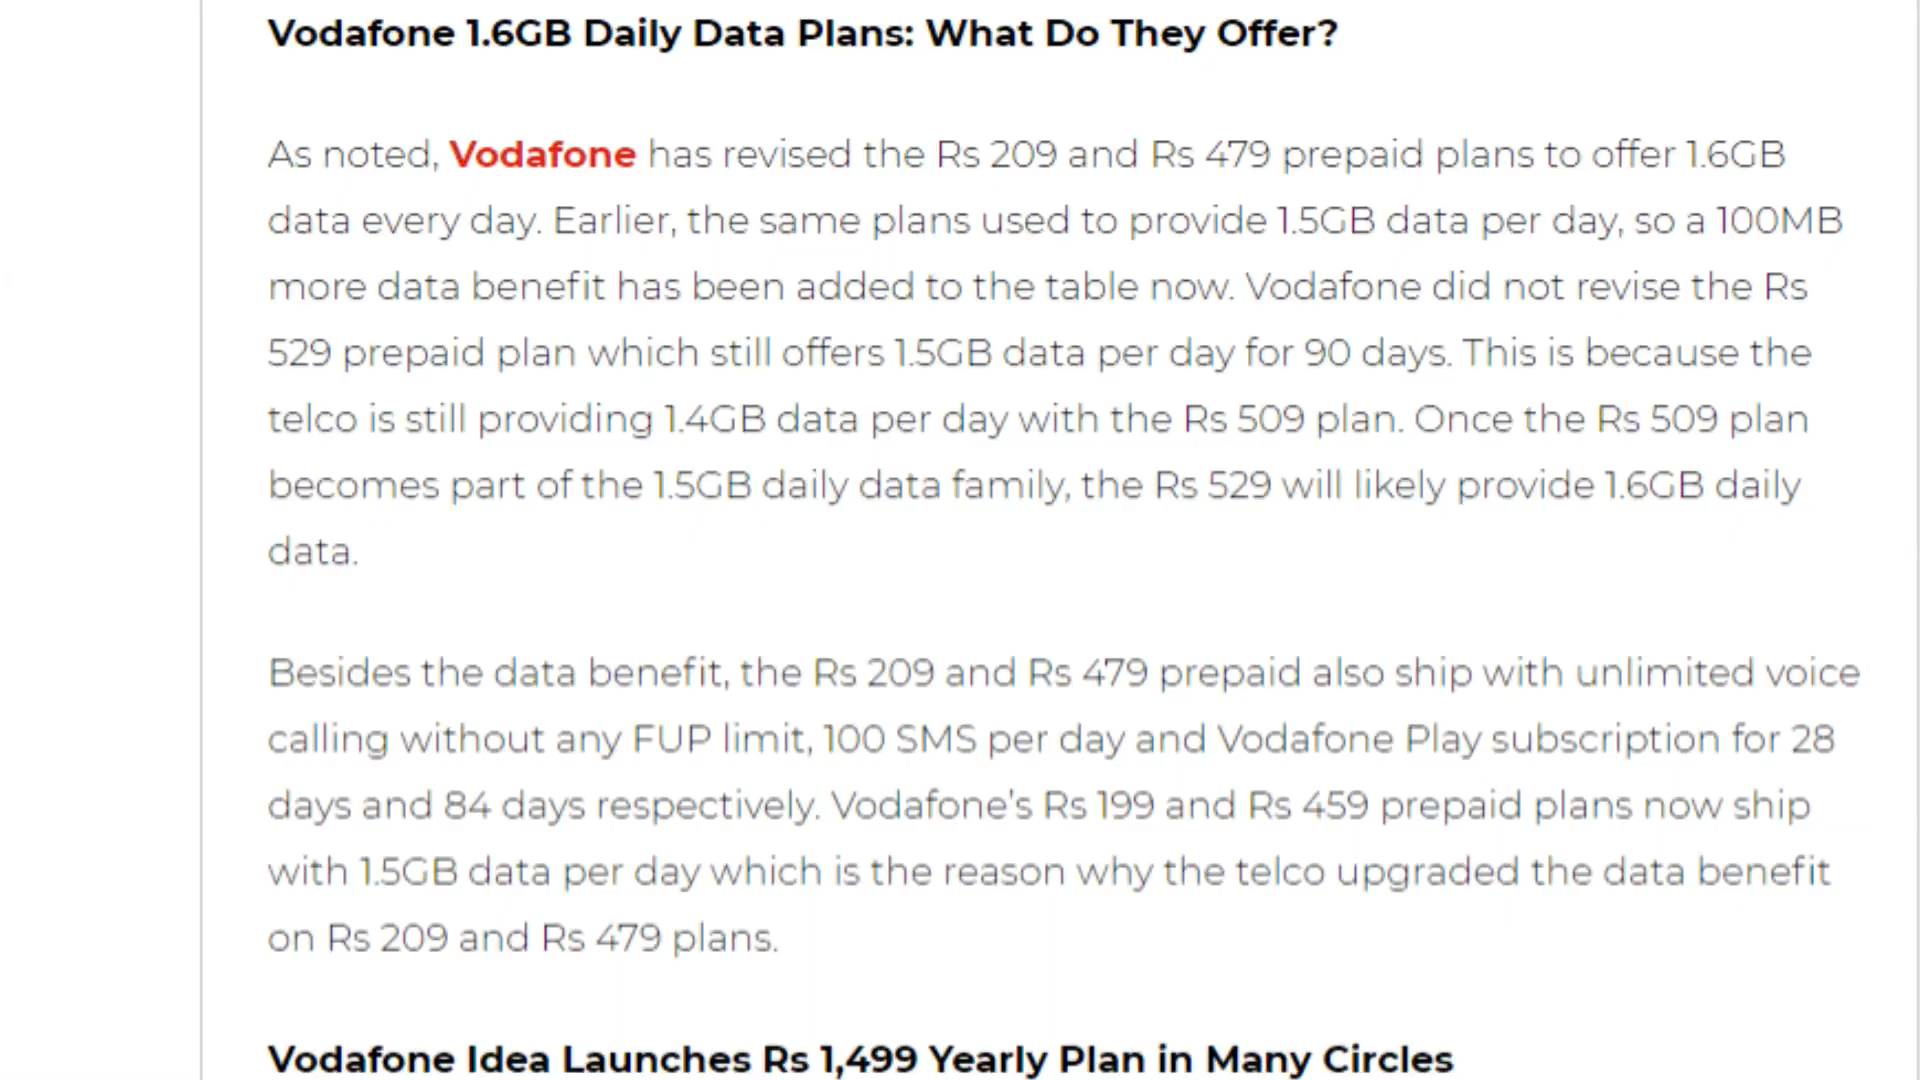 Vodafone 1.6GB Daily Data Plans: What Do They Offer?
As noted, Vodafone has revised the Rs 209 and Rs 479 prepaid plans to offer 1.6GB
data every day. Earlier, the same plans used to provide 1.5GB data per day, so a 100MB
more data benefit has been added to the table now. Vodafone did not revise the Rs
529 prepaid plan which still offers 1.5GB data per day for 90 days. This is because the
telco is still providing 1.4GB data per day with the Rs 509 plan. Once the Rs 509 plan
becomes part of the 1.5GB daily data family, the Rs 529 will likely provide 1.6GB daily
data.
Besides the data benefit, the Rs 209 and Rs 479 prepaid also ship with unlimited voice
calling without any FUP limit, 100 SMS per day and Vodafone Play subscription for 28
days and 84 days respectively. Vodafone’s Rs 199 and Rs 459 prepaid plans now ship
with 1.5GB data per day which is the reason why the telco upgraded the data benefit
on Rs 209 and Rs 479 plans.
Vodafone Idea Launches Rs 1,499 Yearly Plan in Many Circles